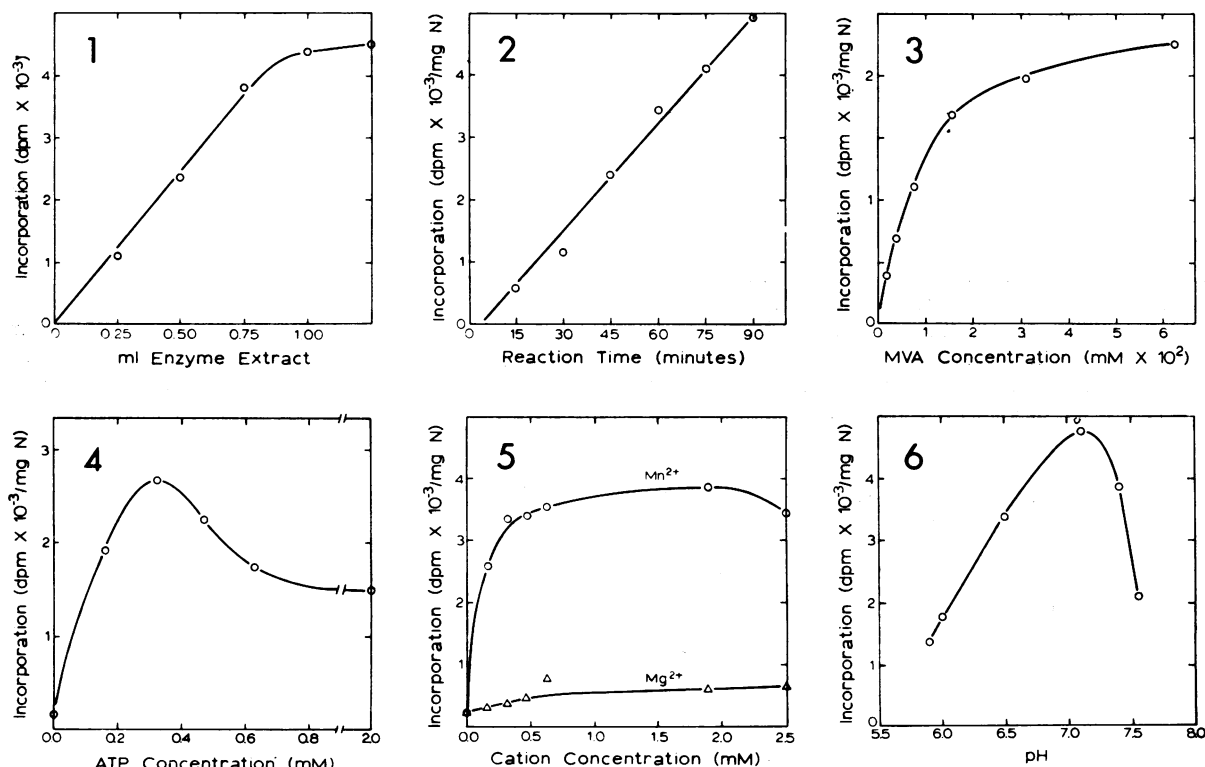 1
Incorporation (dpm X 10⁻³)
4
3
2
1
0
0 0.25 0.50 0.75 1.00
ml Enzyme Extract
2
Incorporation (dpm X 10⁻³/mg N)
4
3
2
1
0
15 30 45 60 75 90
Reaction Time (minutes)
3
Incorporation (dpm X 10⁻³/mg N)
2
1
0
0 1 2 3 4 5 6
MVA Concentration (mM X 10²)
4
Incorporation (dpm X 10⁻³/mg N)
3
2
1
0.0 0.2 0.4 0.6 0.8 2.0
ATP Concentration (mM)
5
Incorporation (dpm X 10⁻³/mg N)
Mn²⁺
Mg²⁺
4
3
2
1
0.0 0.5 1.0 1.5 2.0 2.5
Cation Concentration (mM)
6
Incorporation (dpm X 10⁻³/mg N)
4
3
2
1
0
5.5 6.0 6.5 7.0 7.5 8.0
pH